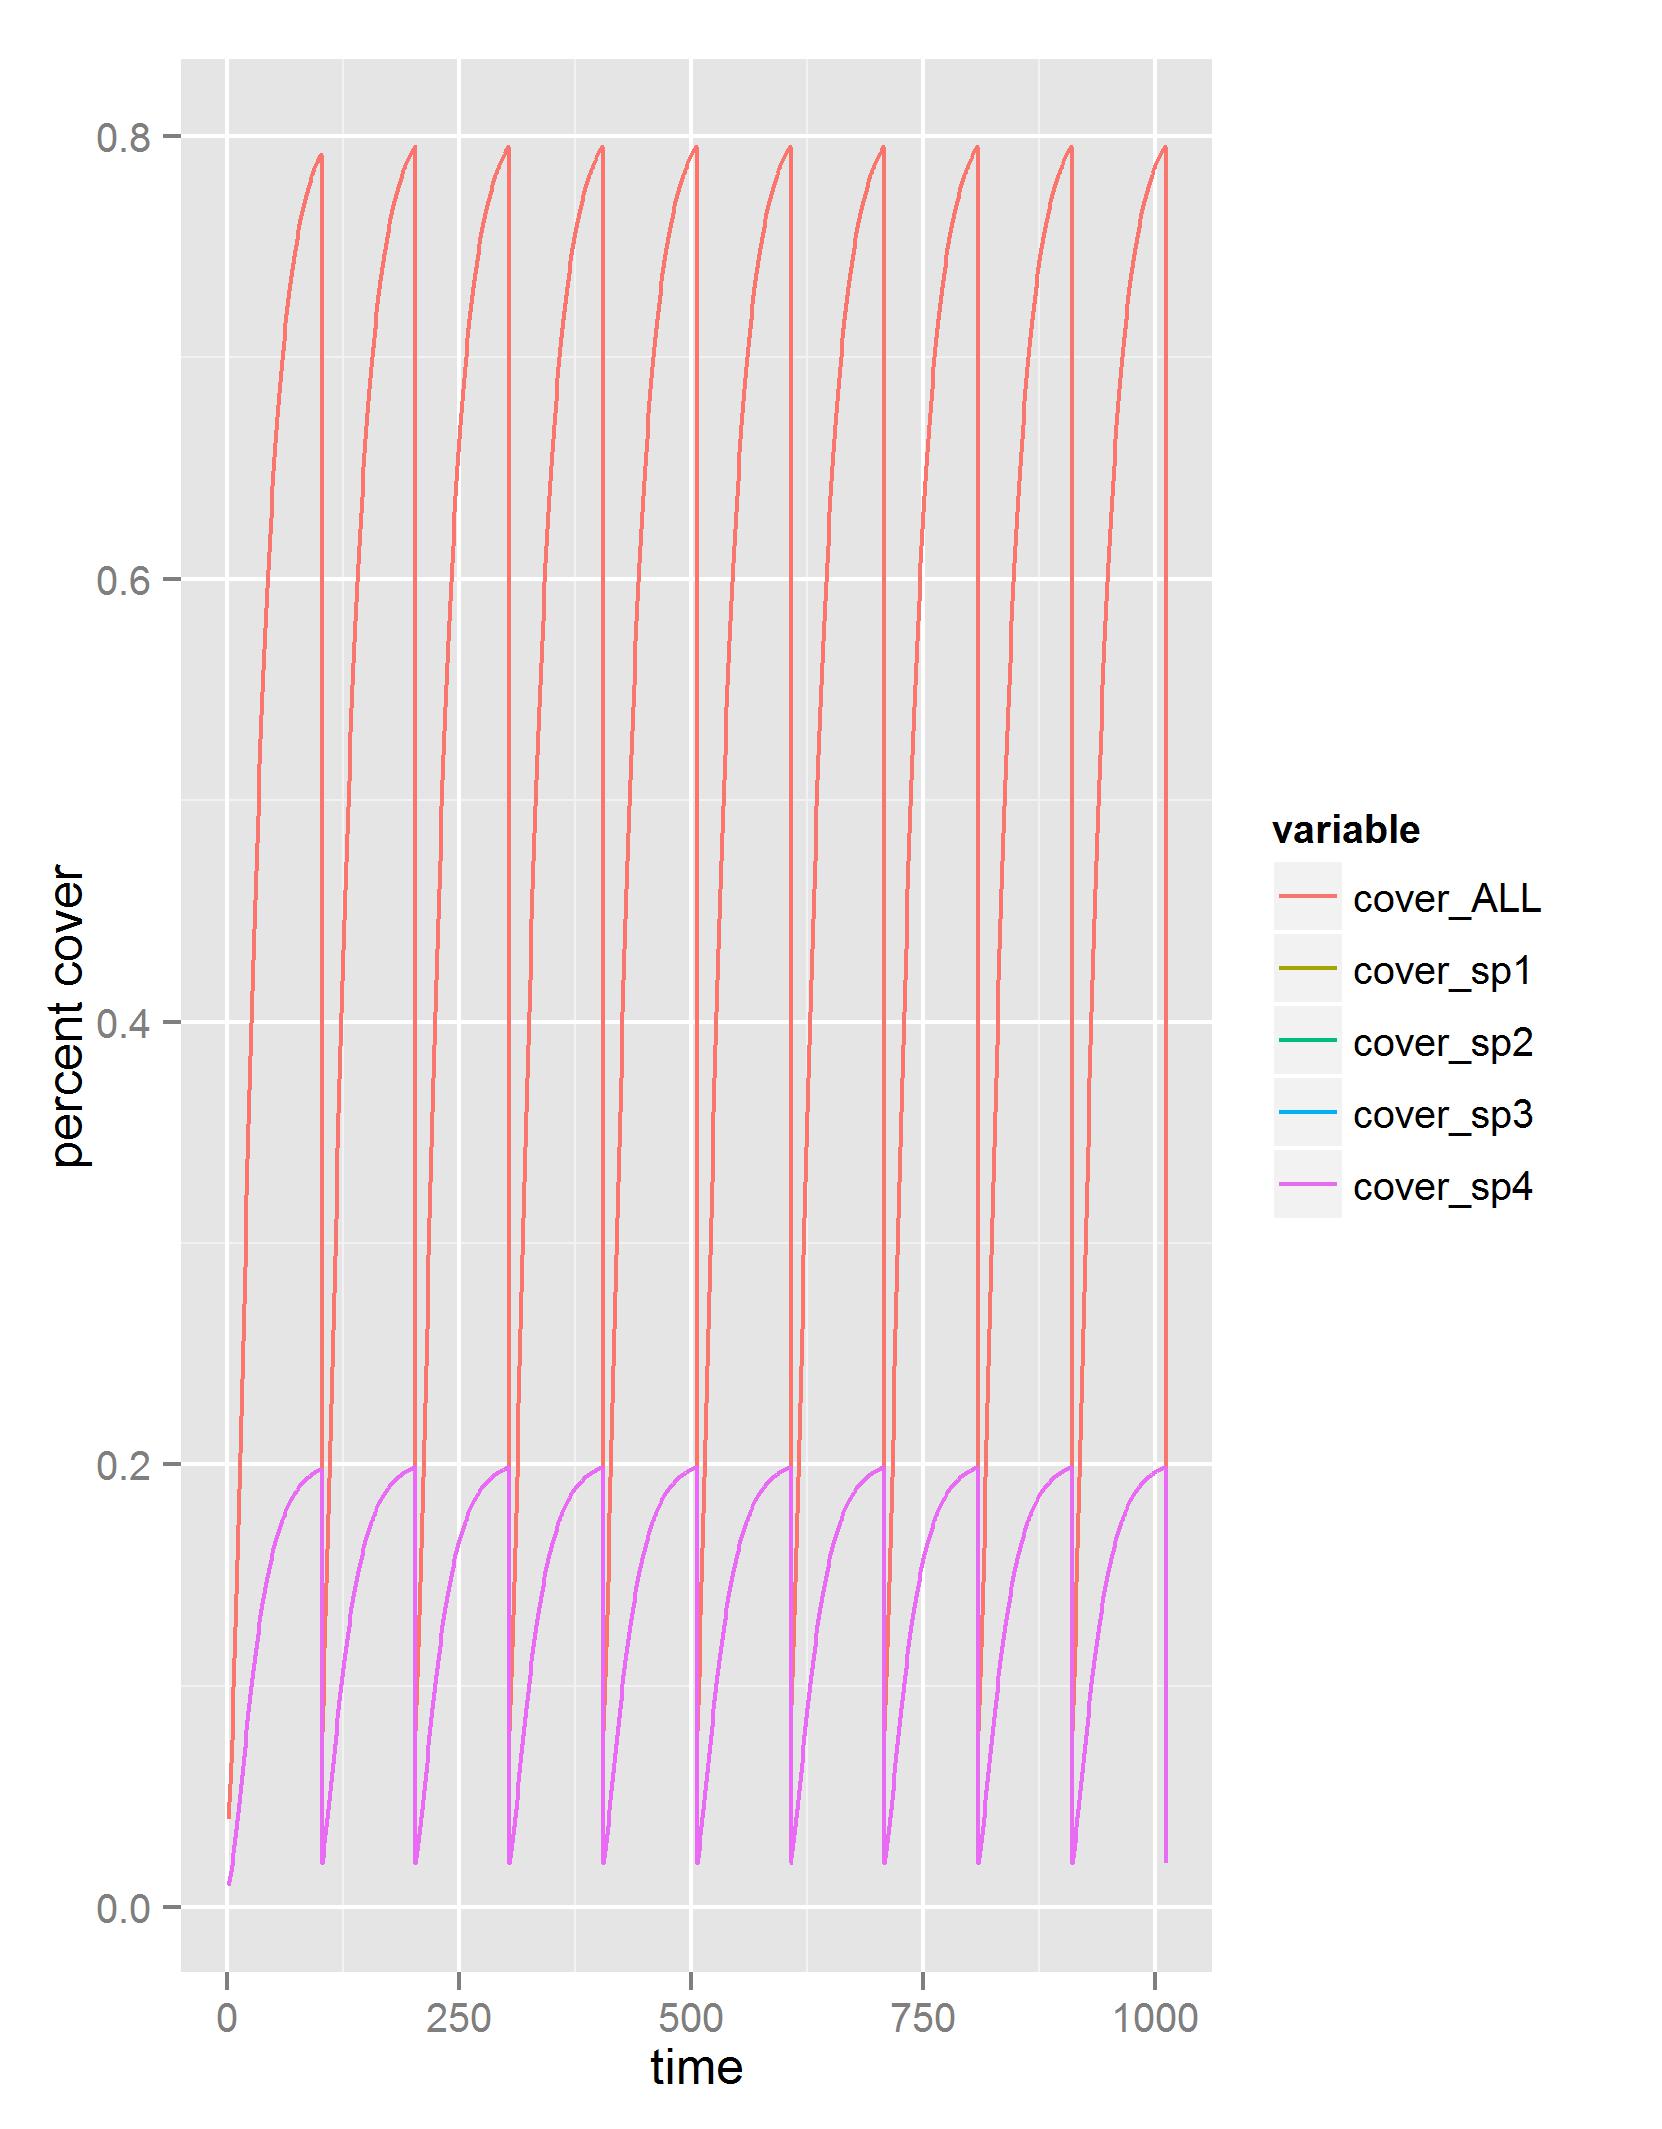 0.8
0.6
0.4
0.2
0.0
percent cover
0 250 500 750 1000
time
variable
cover_ALL
cover_sp1
cover_sp2
cover_sp3
cover_sp4